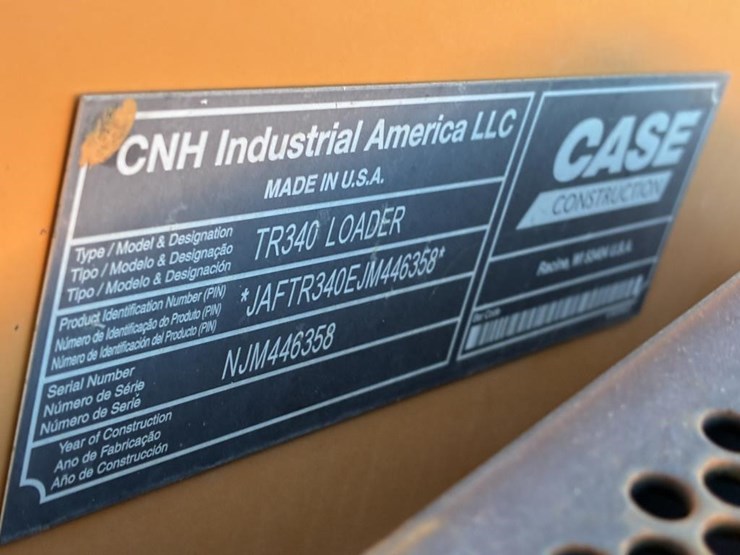 CNH Industrial America LLC
MADE IN U.S.A.
Type / Model & Designation
Tipo / Modelo & Designação
Tipo / Modelo & Designación
TR340 LOADER
Product Identification Number (PIN)
Número de Identificação do Produto (PIN)
Número de Identificación del Producto (PIN)
*JAFTR340EJM446358*
Serial Number
Número de Série
Número de Serie
NJM446358
Year of Construction
Ano de Fabricação
Año de Construcción
CASE
CONSTRUCTION
Racine, WI 53404 U.S.A.